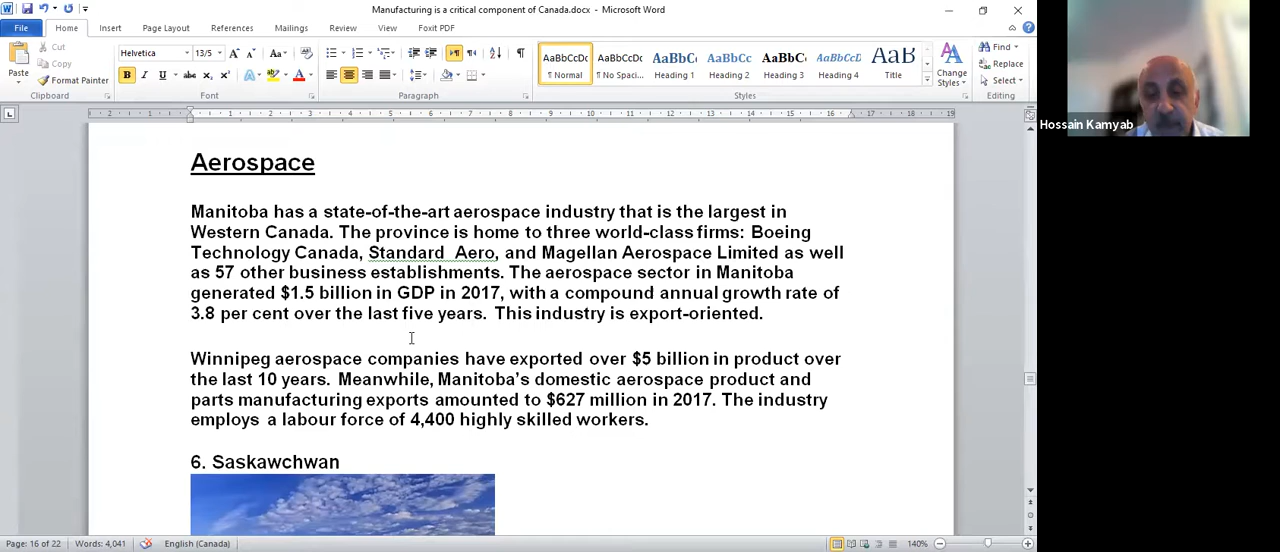 Manufacturing is a critical component of Canada.docx - Microsoft Word
File Home Insert Page Layout References Mailings Review View Foxit PDF
Cut
Copy
Format Painter
Paste
Clipboard
Helvetica 13/5
Font
Paragraph
AaBbCcDc AaBbCcDc AaBbC AaBbCc AaBbC AaBbCcD AaB
¶ Normal ¶ No Spaci... Heading 1 Heading 2 Heading 3 Heading 4 Title
Change
Styles
Styles
Find
Replace
Select
Editing
Hossain Kamyab
Aerospace
Manitoba has a state-of-the-art aerospace industry that is the largest in
Western Canada. The province is home to three world-class firms: Boeing
Technology Canada, Standard Aero, and Magellan Aerospace Limited as well
as 57 other business establishments. The aerospace sector in Manitoba
generated $1.5 billion in GDP in 2017, with a compound annual growth rate of
3.8 per cent over the last five years. This industry is export-oriented.
Winnipeg aerospace companies have exported over $5 billion in product over
the last 10 years. Meanwhile, Manitoba's domestic aerospace product and
parts manufacturing exports amounted to $627 million in 2017. The industry
employs a labour force of 4,400 highly skilled workers.
6. Saskawchwan
Page: 16 of 22 Words: 4,041 English (Canada) 140%